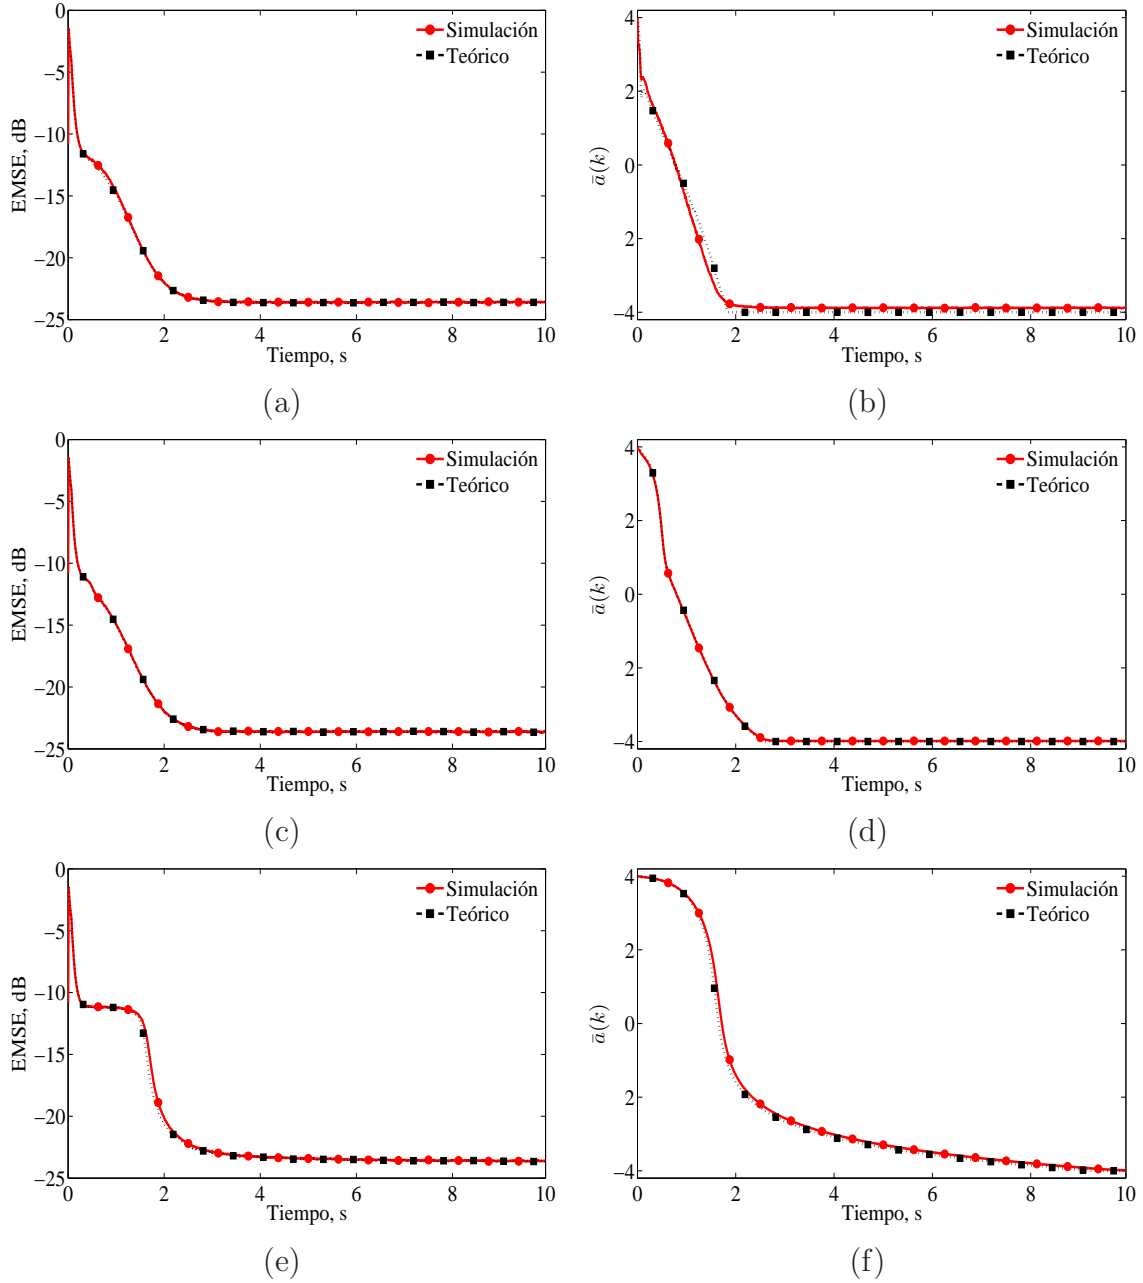 0
−5
−10
−15
−20
−25
EMSE, dB
Simulación
Teórico
0 2 4 6 8 10
Tiempo, s
(a)
4
2
0
2
−4
ā(k)
Simulación
Teórico
0 2 4 6 8 10
Tiempo, s
(b)
0
−5
−10
−15
−20
−25
EMSE, dB
Simulación
Teórico
0 2 4 6 8 10
Tiempo, s
(c)
4
2
0
2
−4
ā(k)
Simulación
Teórico
0 2 4 6 8 10
Tiempo, s
(d)
0
−5
−10
−15
−20
−25
EMSE, dB
Simulación
Teórico
0 2 4 6 8 10
Tiempo, s
(e)
4
2
0
2
−4
ā(k)
Simulación
Teórico
0 2 4 6 8 10
Tiempo, s
(f)